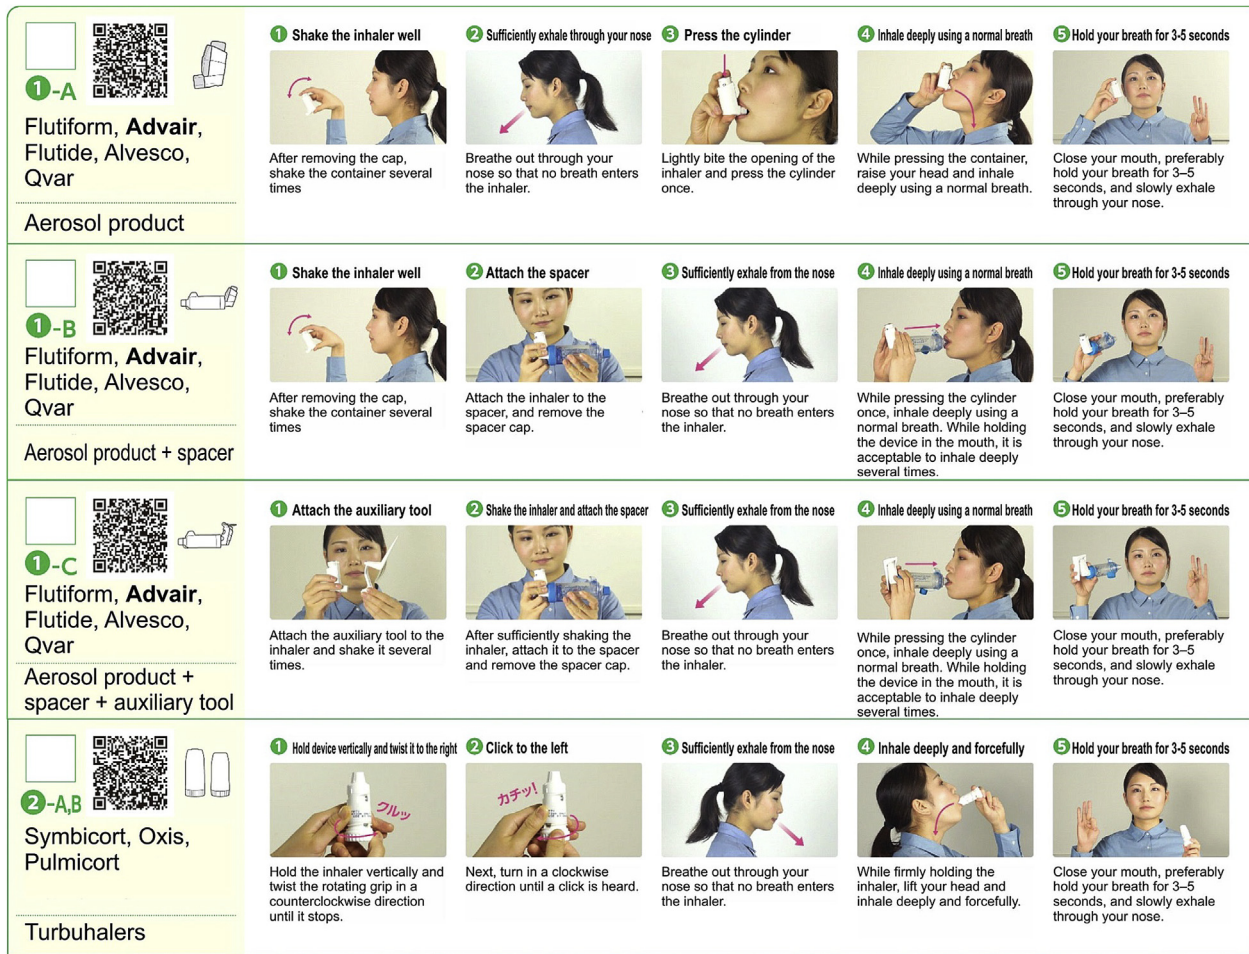 1-A
Flutiform, Advair,
Flutide, Alvesco,
Qvar
Aerosol product
1 Shake the inhaler well
After removing the cap,
shake the container several
times
2 Sufficiently exhale through your nose
Breathe out through your
nose so that no breath enters
the inhaler.
3 Press the cylinder
Lightly bite the opening of the
inhaler and press the cylinder
once.
4 Inhale deeply using a normal breath
While pressing the container,
raise your head and inhale
deeply using a normal breath.
5 Hold your breath for 3-5 seconds
Close your mouth, preferably
hold your breath for 3–5
seconds, and slowly exhale
through your nose.
1-B
Flutiform, Advair,
Flutide, Alvesco,
Qvar
Aerosol product + spacer
1 Shake the inhaler well
After removing the cap,
shake the container several
times
2 Attach the spacer
Attach the inhaler to the
spacer, and remove the
spacer cap.
3 Sufficiently exhale from the nose
Breathe out through your
nose so that no breath enters
the inhaler.
4 Inhale deeply using a normal breath
While pressing the cylinder
once, inhale deeply using a
normal breath. While holding
the device in the mouth, it is
acceptable to inhale deeply
several times.
5 Hold your breath for 3-5 seconds
Close your mouth, preferably
hold your breath for 3–5
seconds, and slowly exhale
through your nose.
1-C
Flutiform, Advair,
Flutide, Alvesco,
Qvar
Aerosol product +
spacer + auxiliary tool
1 Attach the auxiliary tool
Attach the auxiliary tool to the
inhaler and shake it several
times.
2 Shake the inhaler and attach the spacer
After sufficiently shaking the
inhaler, attach it to the spacer
and remove the spacer cap.
3 Sufficiently exhale from the nose
Breathe out through your
nose so that no breath enters
the inhaler.
4 Inhale deeply using a normal breath
While pressing the cylinder
once, inhale deeply using a
normal breath. While holding
the device in the mouth, it is
acceptable to inhale deeply
several times.
5 Hold your breath for 3-5 seconds
Close your mouth, preferably
hold your breath for 3–5
seconds, and slowly exhale
through your nose.
2-A,B
Symbicort, Oxis,
Pulmicort
Turbuhalers
1 Hold device vertically and twist it to the right
クルッ
Hold the inhaler vertically and
twist the rotating grip in a
counterclockwise direction
until it stops.
2 Click to the left
カチッ!
Next, turn in a clockwise
direction until a click is heard.
3 Sufficiently exhale from the nose
Breathe out through your
nose so that no breath enters
the inhaler.
4 Inhale deeply and forcefully
While firmly holding the
inhaler, lift your head and
inhale deeply and forcefully.
5 Hold your breath for 3-5 seconds
Close your mouth, preferably
hold your breath for 3–5
seconds, and slowly exhale
through your nose.